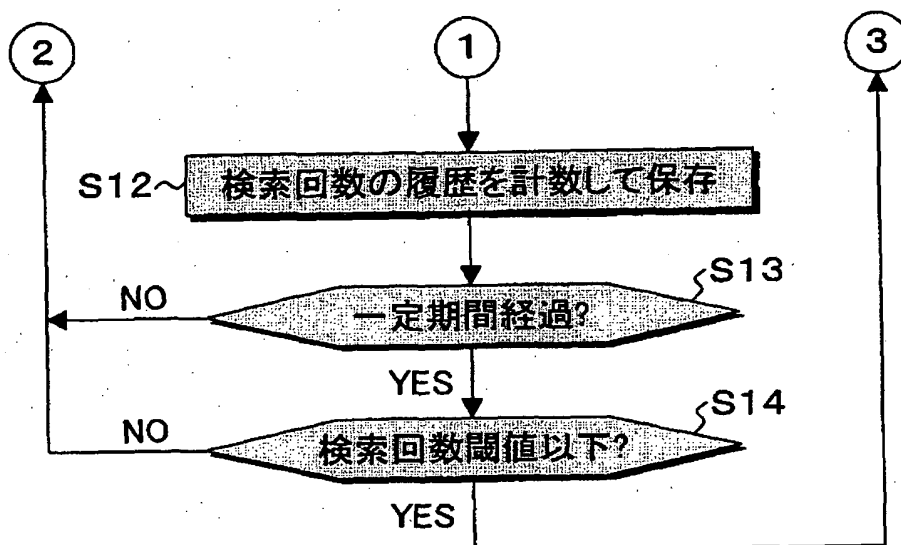 2
1
3
S12
検索回数の履歴を計数して保存
S13
NO
一定期間経過?
YES
S14
NO
検索回数閾値以下?
YES